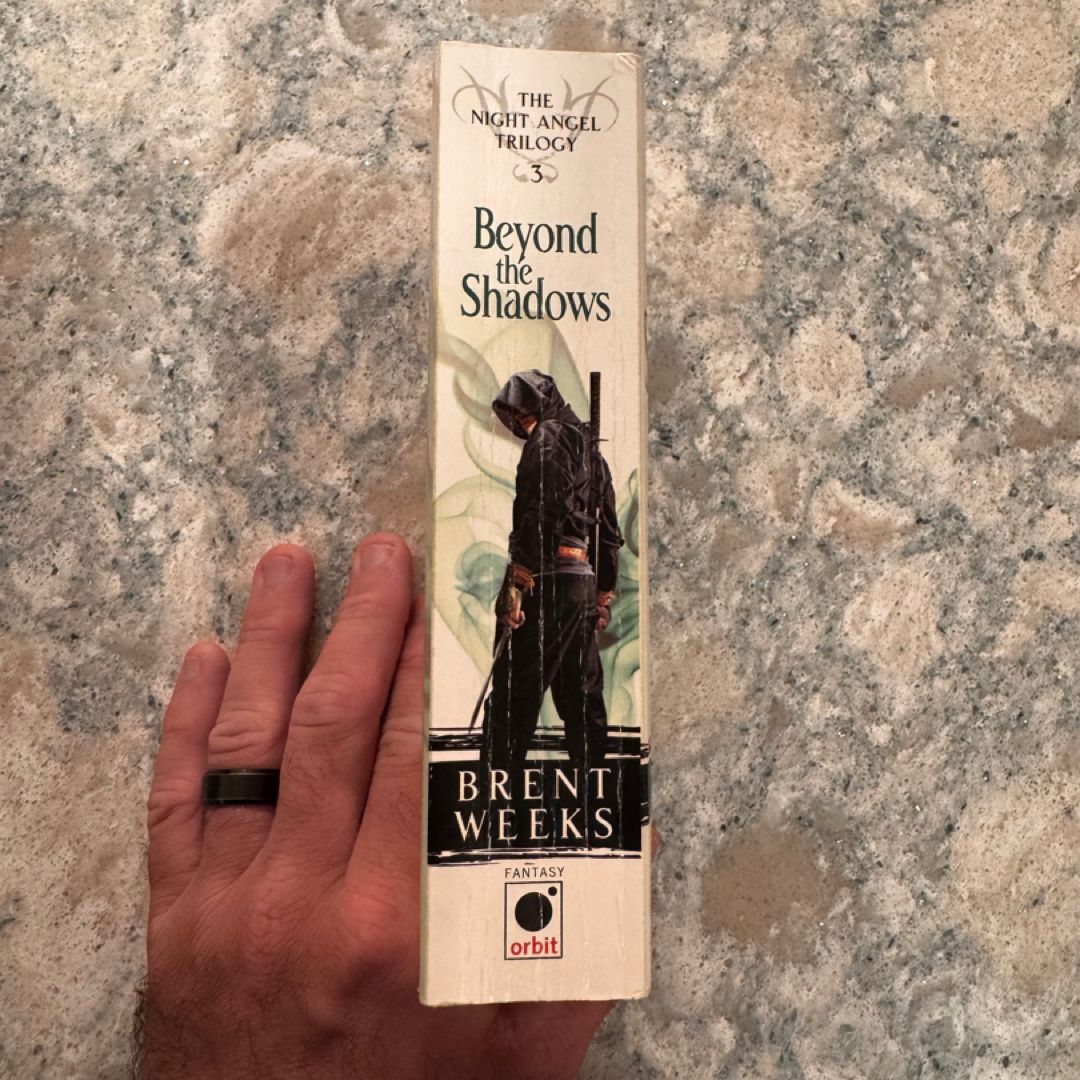 THE
NIGHT ANGEL
TRILOGY
3
Beyond
the
Shadows
BRENT
WEEKS
FANTASY
orbit